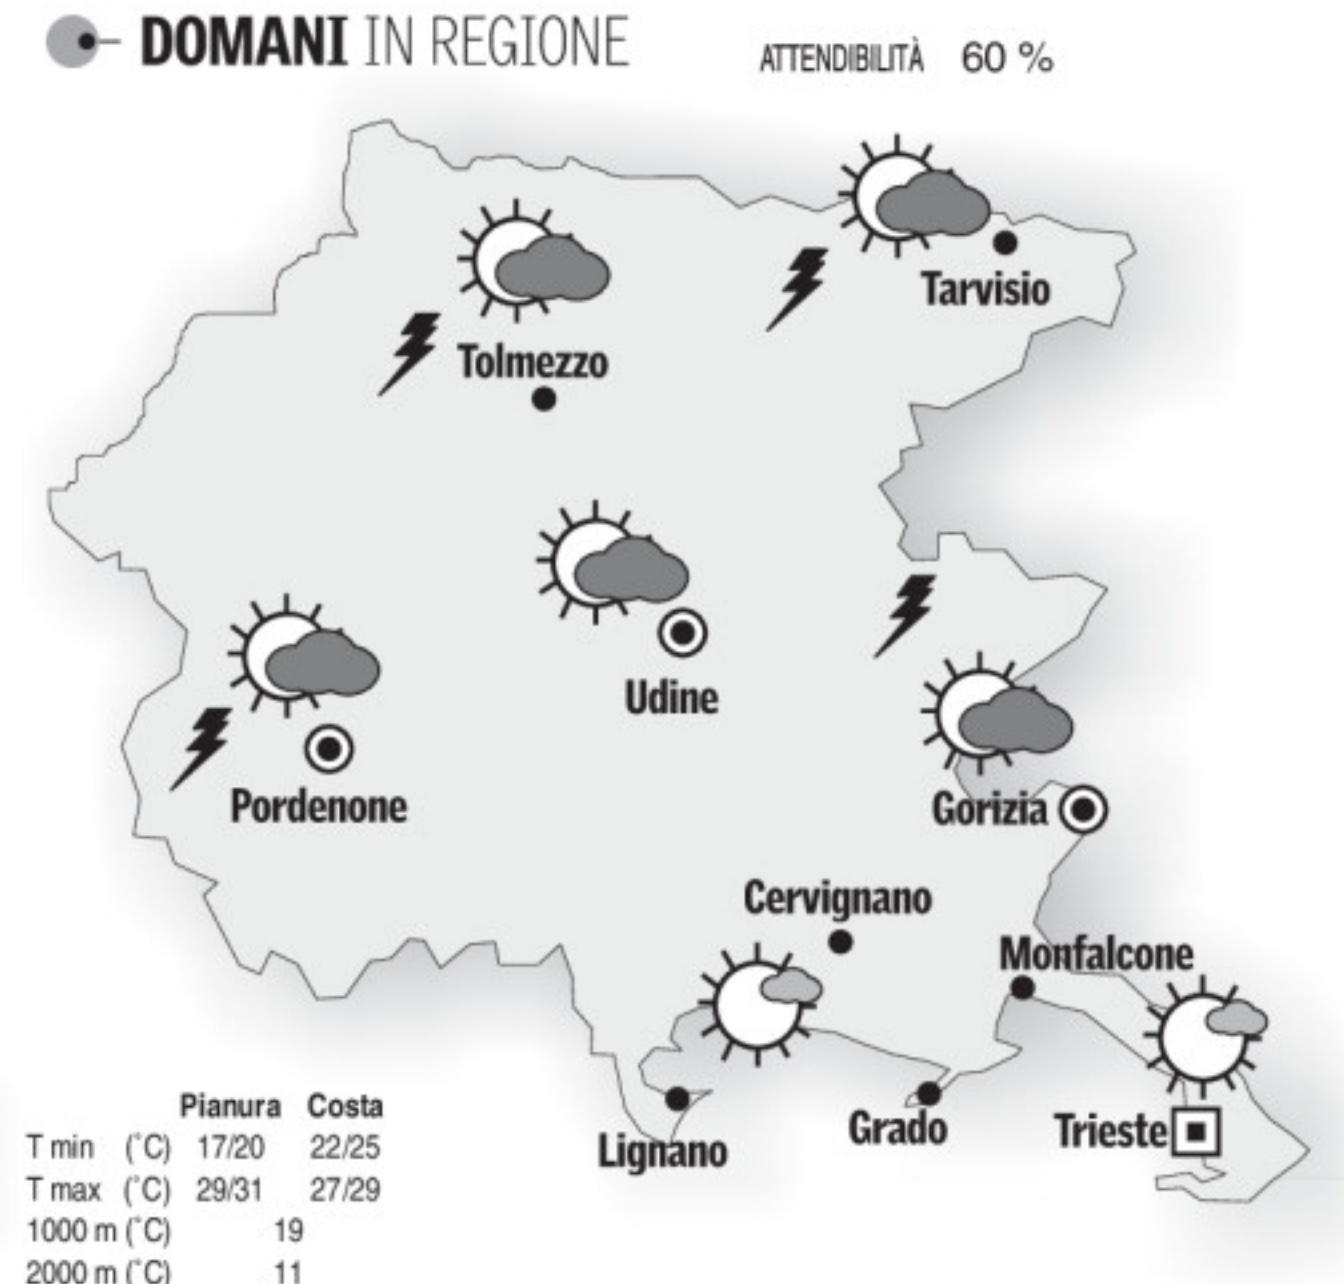 DOMANI IN REGIONE
ATTENDIBILITÀ 60 %
Tarvisio
Tolmezzo
Udine
Pordenone
Gorizia
Cervignano
Monfalcone
Grado
Trieste
Lignano
Pianura Costa
T min (°C) 17/20 22/25
T max (°C) 29/31 27/29
1000 m (°C) 19
2000 m (°C) 11